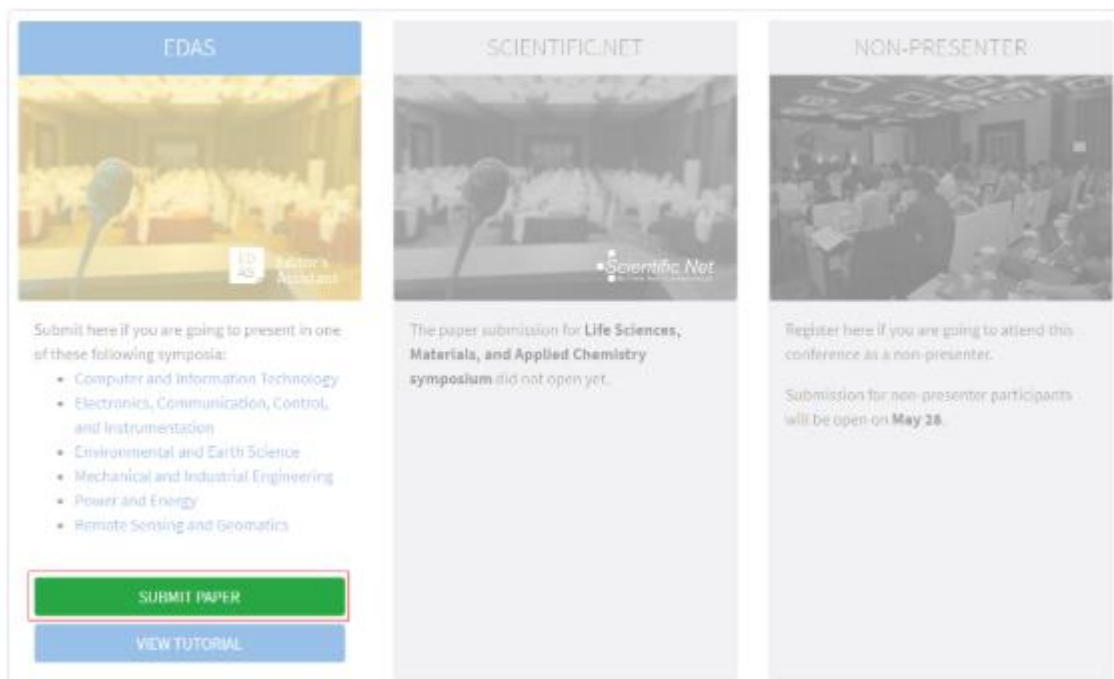 EDAS
ED
AS
Editor's
Assistant
Submit here if you are going to present in one
of these following symposia:
• Computer and Information Technology
• Electronics, Communication, Control,
and Instrumentation
• Environmental and Earth Science
• Mechanical and Industrial Engineering
• Power and Energy
• Remote Sensing and Geomatics
SUBMIT PAPER
VIEW TUTORIAL
SCIENTIFIC.NET
Scientific.Net
The paper submission for Life Sciences,
Materials, and Applied Chemistry
symposium did not open yet.
NON-PRESENTER
Register here if you are going to attend this
conference as a non-presenter.
Submission for non-presenter participants
will be open on May 28.